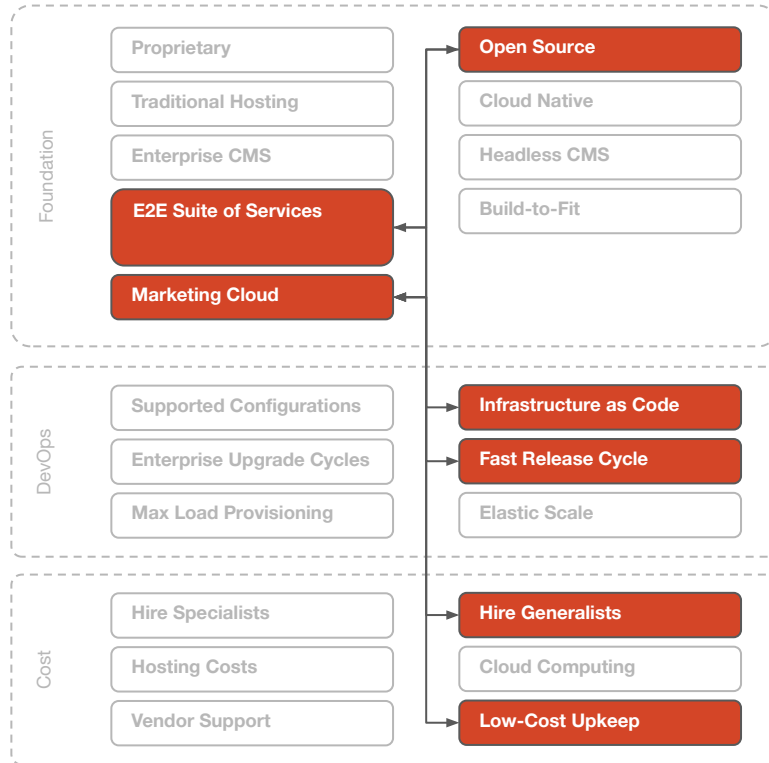 Foundation
Proprietary
Traditional Hosting
Enterprise CMS
E2E Suite of Services
Marketing Cloud
Open Source
Cloud Native
Headless CMS
Build-to-Fit
DevOps
Supported Configurations
Enterprise Upgrade Cycles
Max Load Provisioning
Infrastructure as Code
Fast Release Cycle
Elastic Scale
Cost
Hire Specialists
Hosting Costs
Vendor Support
Hire Generalists
Cloud Computing
Low-Cost Upkeep